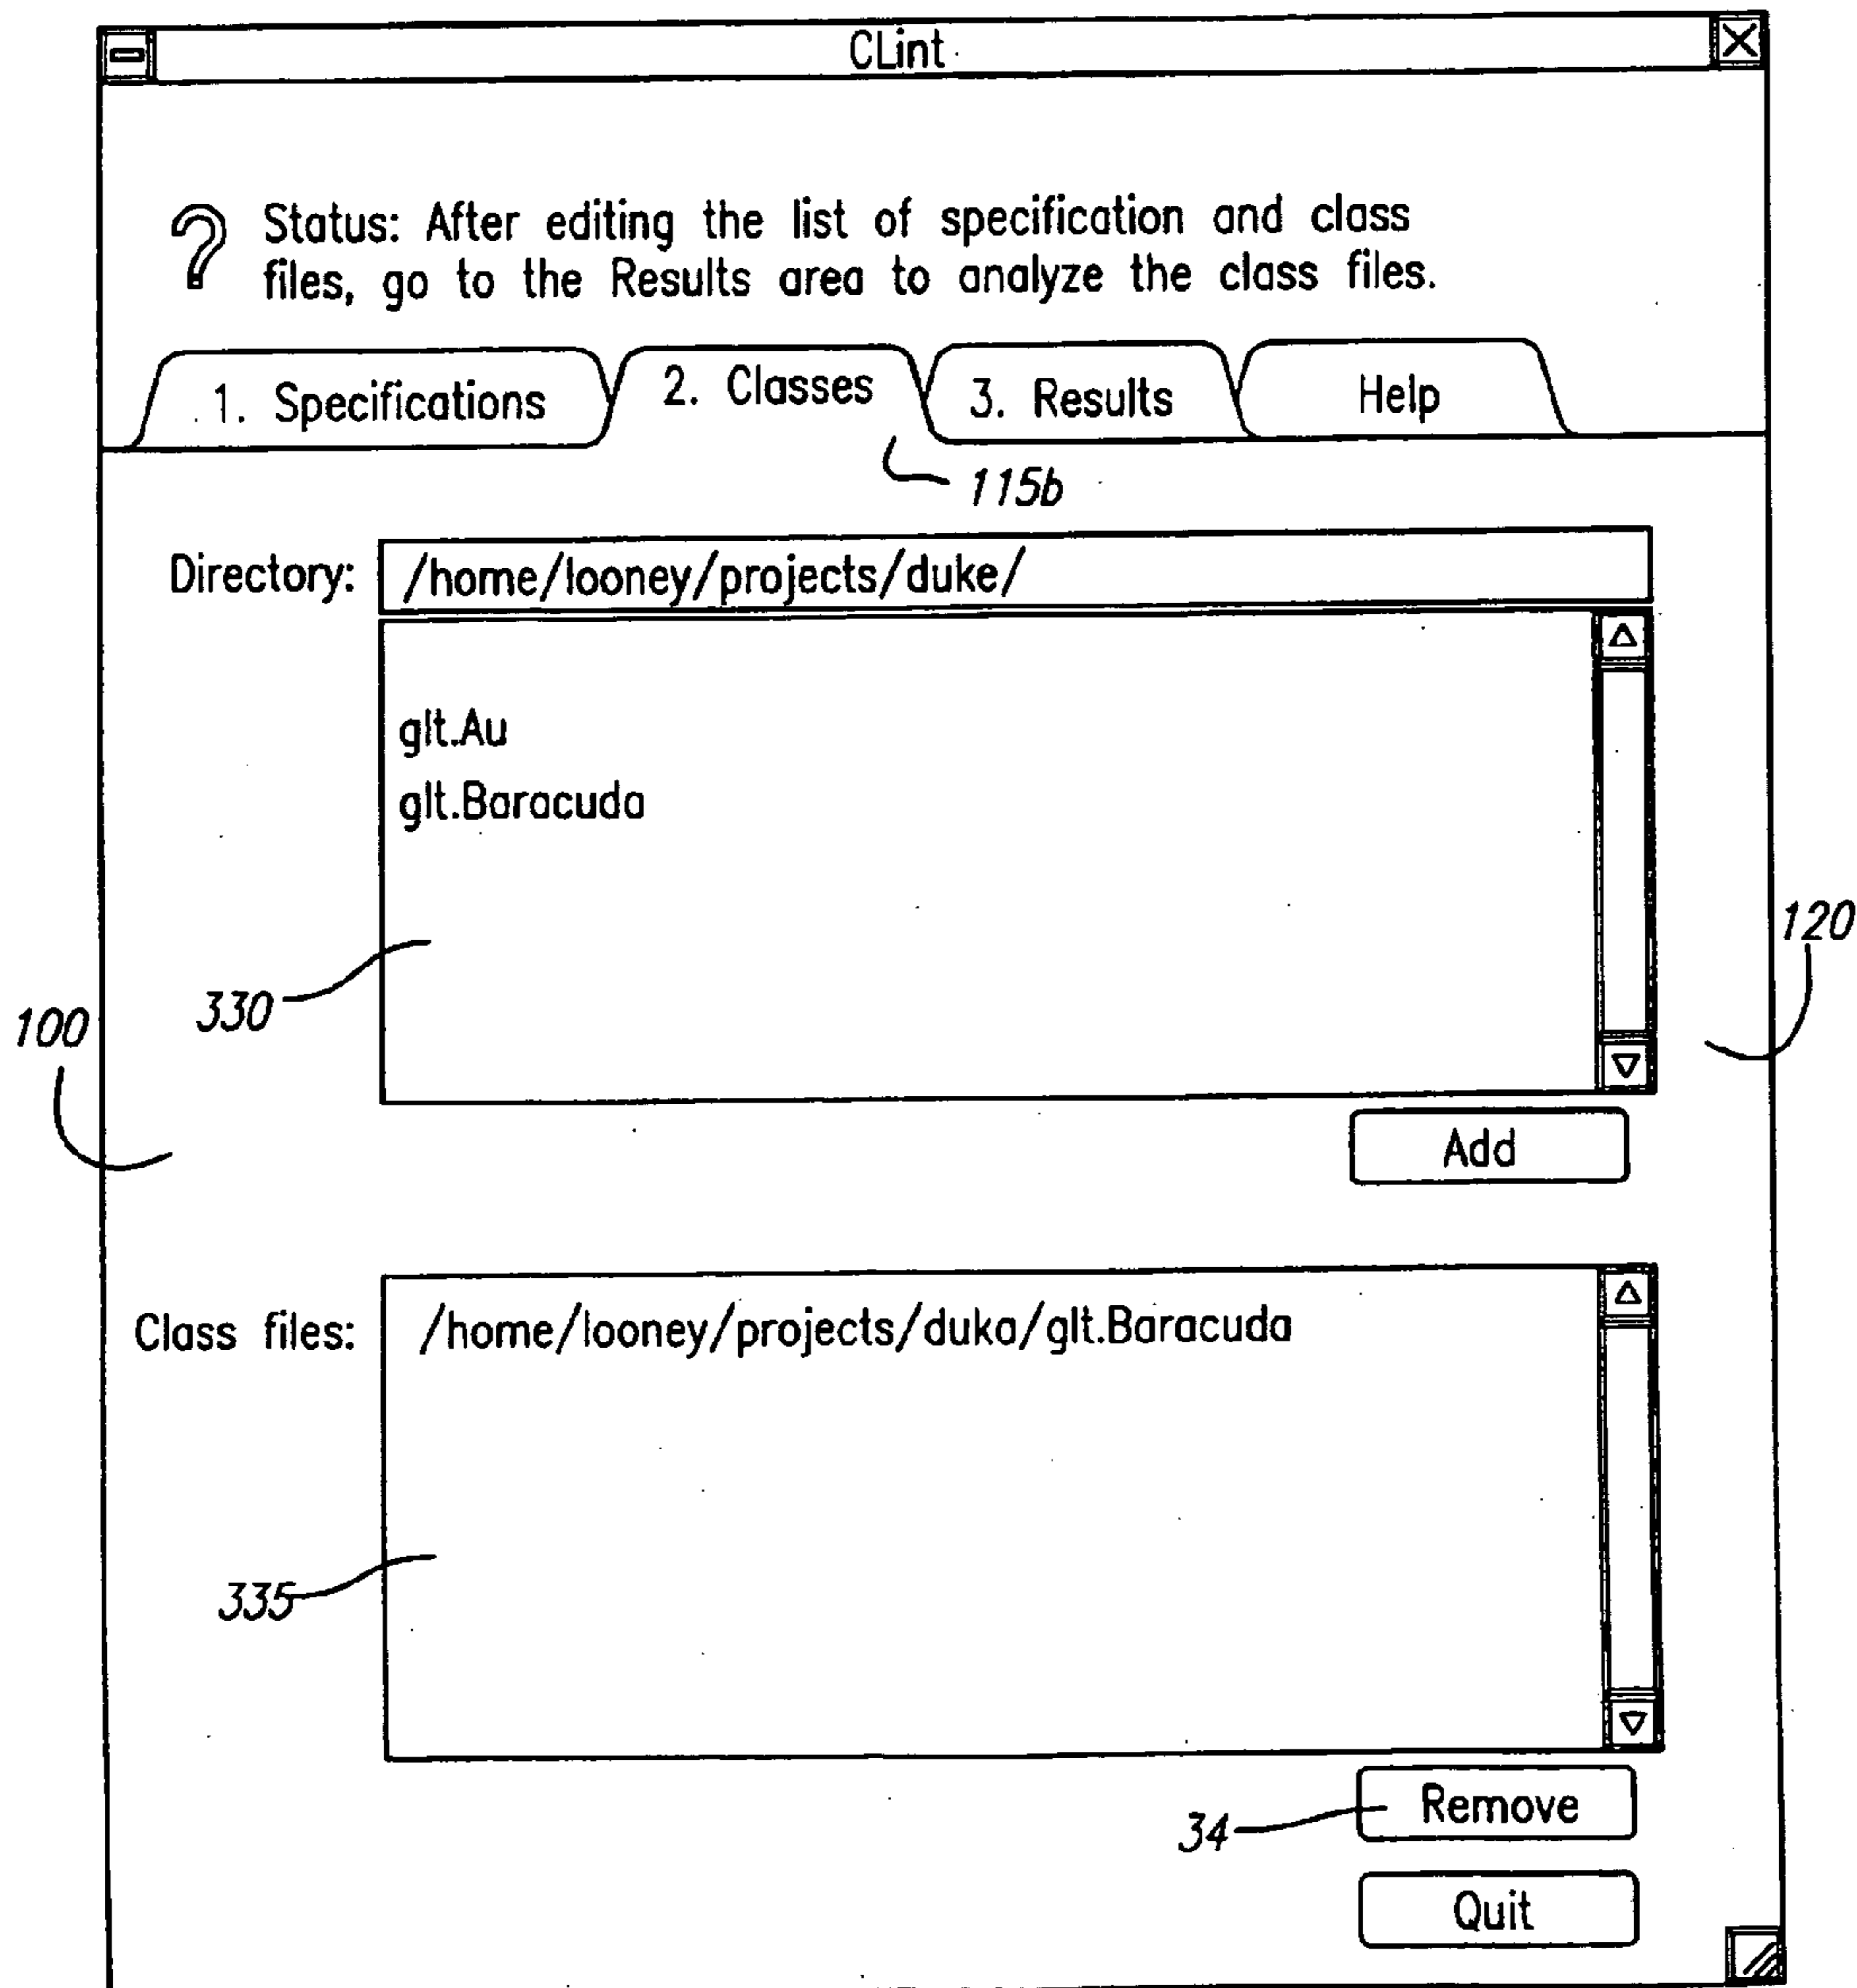 CLint
Status: After editing the list of specification and class
files, go to the Results area to analyze the class files.
1. Specifications
2. Classes
3. Results
Help
115b
Directory:
/home/looney/projects/duke/
glt.Au
glt.Baracuda
330
100
120
Add
Class files:
/home/looney/projects/duka/glt.Baracuda
335
Remove
34
Quit